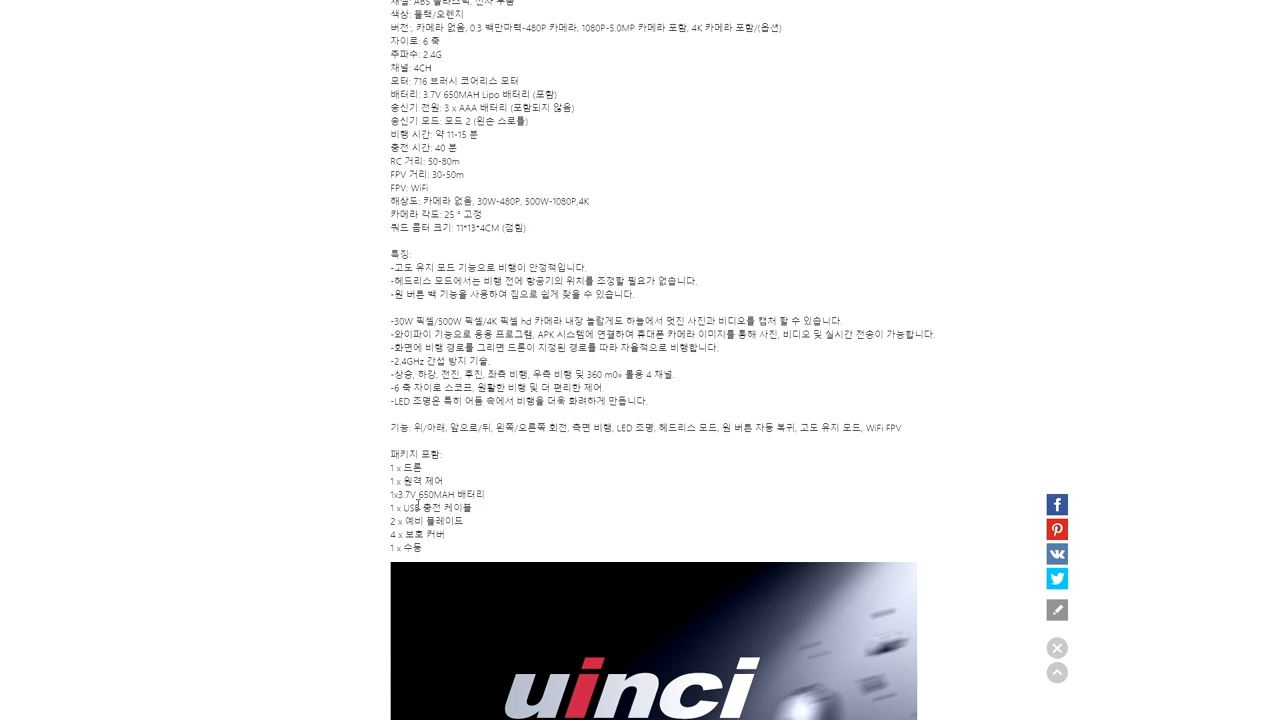 재질: ABS 플라스틱, 전자 부품
색상: 블랙/오렌지
버전:, 카메라 없음, 0.3 백만마력-480P 카메라, 1080P-5.0MP 카메라 포함, 4K 카메라 포함/(옵션)
자이로: 6 축
주파수: 2.4G
채널: 4CH
모터: 716 브러시 코어리스 모터
배터리: 3.7V 650MAH Lipo 배터리 (포함)
송신기 전원: 3 x AAA 배터리 (포함되지 않음)
송신기 모드: 모드 2 (왼손 스로틀)
비행 시간: 약 11-15 분
충전 시간: 40 분
RC 거리: 50-80m
FPV 거리: 30-50m
FPV: WiFi
해상도: 카메라 없음, 30W-480P, 500W-1080P,4K
카메라 각도: 25 ° 고정
쿼드 콥터 크기: 11*13*4CM (접힘)
특징:
-고도 유지 모드 기능으로 비행이 안정적입니다.
-헤드리스 모드에서는 비행 전에 항공기의 위치를 조정할 필요가 없습니다.
-원 버튼 백 기능을 사용하여 집으로 쉽게 찾을 수 있습니다.
-30W 픽셀/500W 픽셀/4K 픽셀 hd 카메라 내장 놀랍게도 하늘에서 멋진 사진과 비디오를 캡처 할 수 있습니다.
-와이파이 기능으로 응용 프로그램, APK 시스템에 연결하여 휴대폰 카메라 이미지를 통해 사진, 비디오 및 실시간 전송이 가능합니다.
-화면에 비행 경로를 그리면 드론이 지정된 경로를 따라 자율적으로 비행합니다.
-2.4GHz 간섭 방지 기술.
-상승, 하강, 전진, 후진, 좌측 비행, 우측 비행 및 360 m0» 롤용 4 채널.
-6 축 자이로 스코프, 원활한 비행 및 더 편리한 제어.
-LED 조명은 특히 어둠 속에서 비행을 더욱 화려하게 만듭니다.
기능: 위/아래, 앞으로/뒤, 왼쪽/오른쪽 회전, 측면 비행, LED 조명, 헤드리스 모드, 원 버튼 자동 복귀, 고도 유지 모드, WiFi FPV
패키지 포함:
1 x 드론
1 x 원격 제어
1x3.7V 650MAH 배터리
1 x USB 충전 케이블
2 x 예비 블레이드
4 x 보호 커버
1 x 수동
uinci